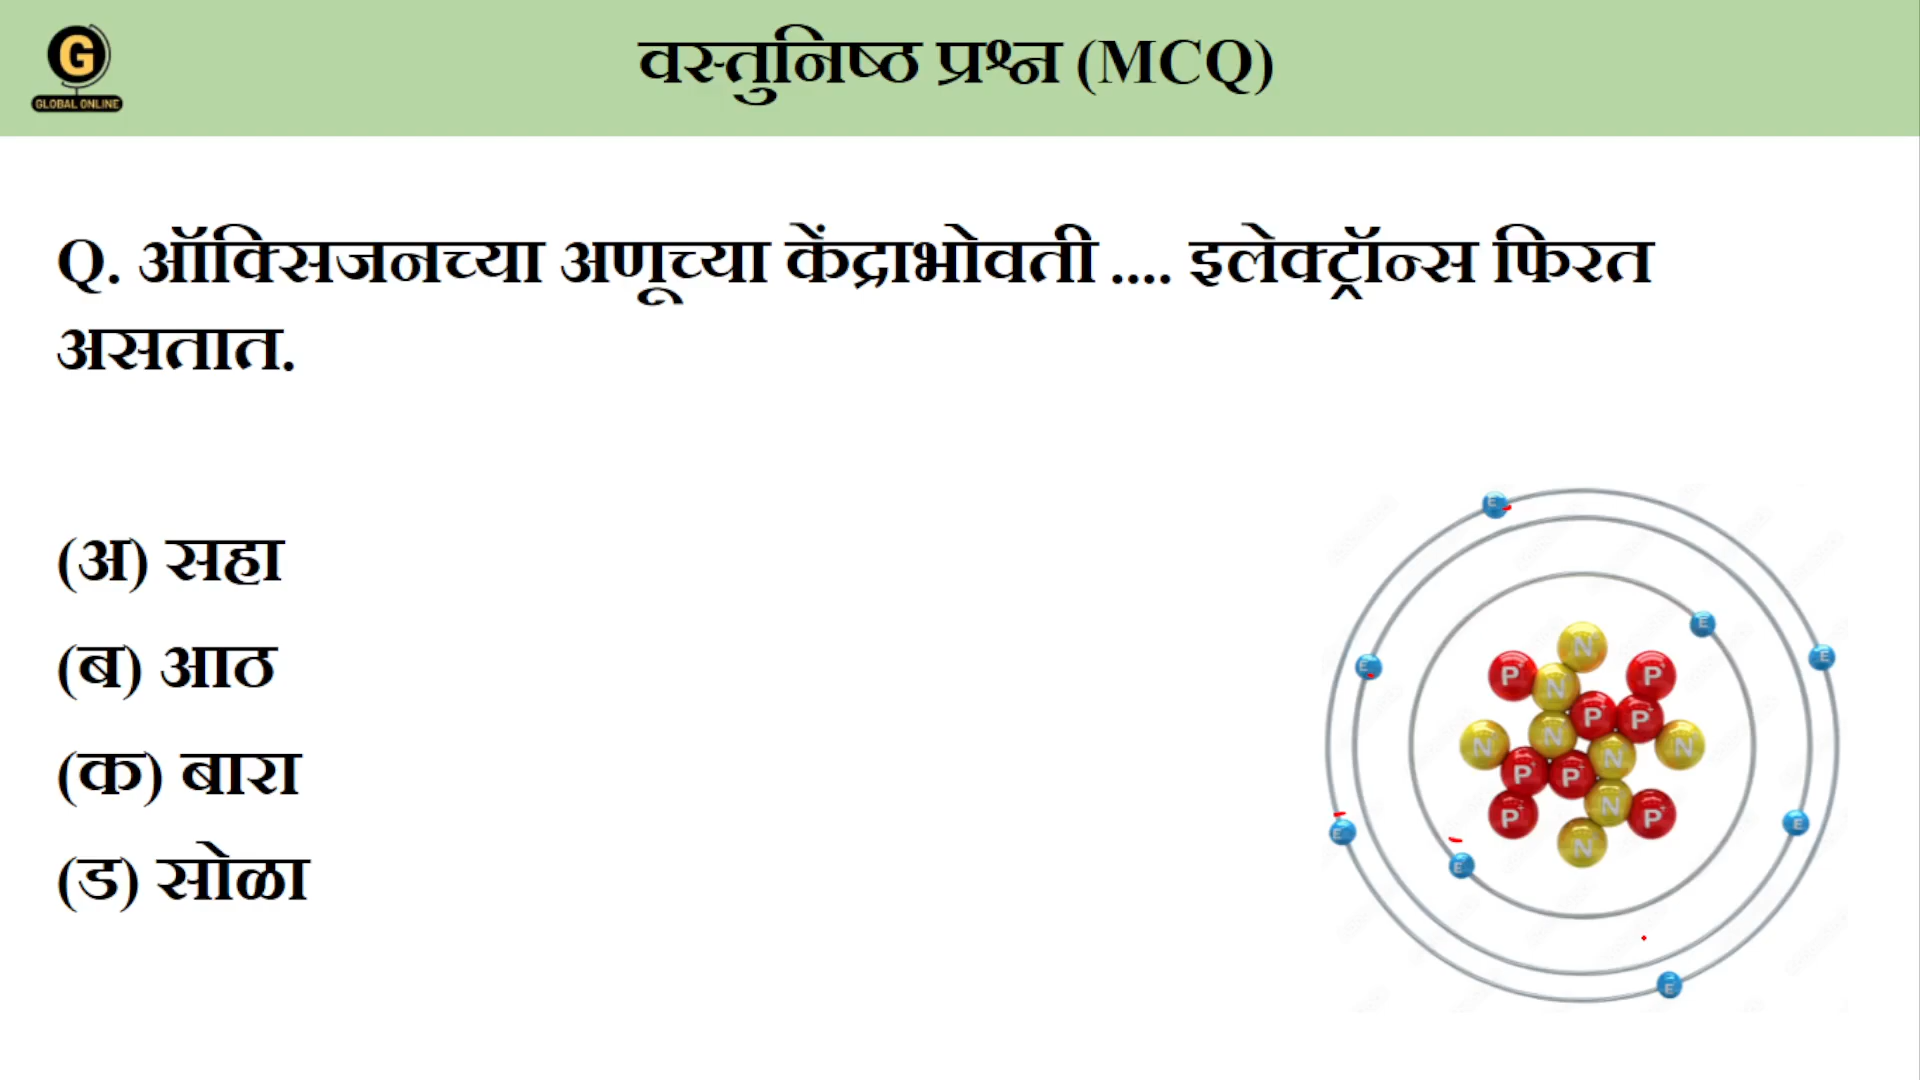 G
GLOBAL ONLINE
वस्तुनिष्ठ प्रश्न (MCQ)
Q. ऑक्सिजनच्या अणूच्या केंद्राभोवती .... इलेक्ट्रॉन्स फिरत
असतात.
(अ) सहा
(ब) आठ
(क) बारा
(ड) सोळा
E
E
N
P P
E E
N
P P
N N N N
P P
P N P
E
E
N
E
E